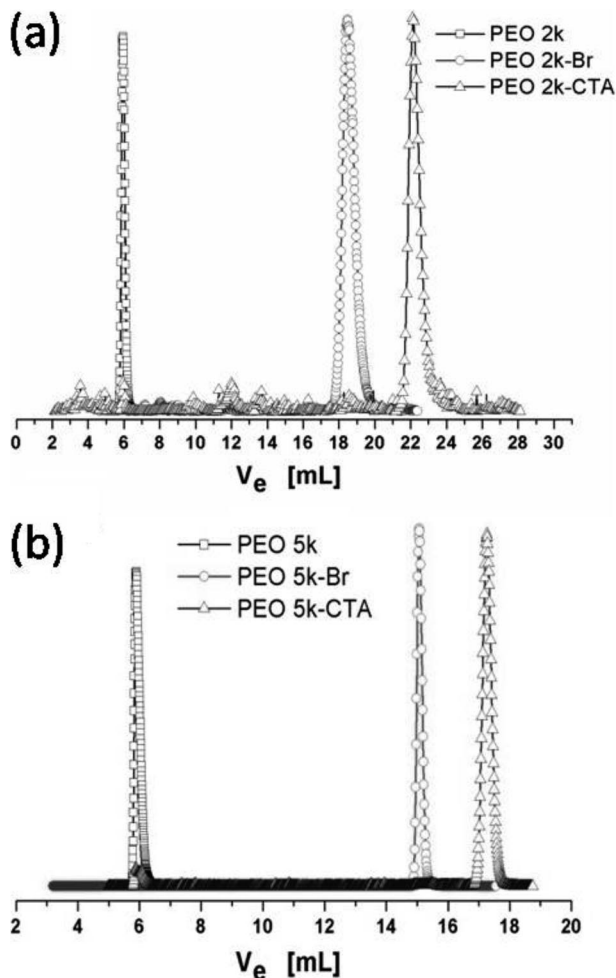 (a)
PEO 2k
PEO 2k-Br
PEO 2k-CTA
0 2 4 6 8 10 12 14 16 18 20 22 24 26 28 30
Ve [mL]
(b)
PEO 5k
PEO 5k-Br
PEO 5k-CTA
2 4 6 8 10 12 14 16 18 20
Ve [mL]